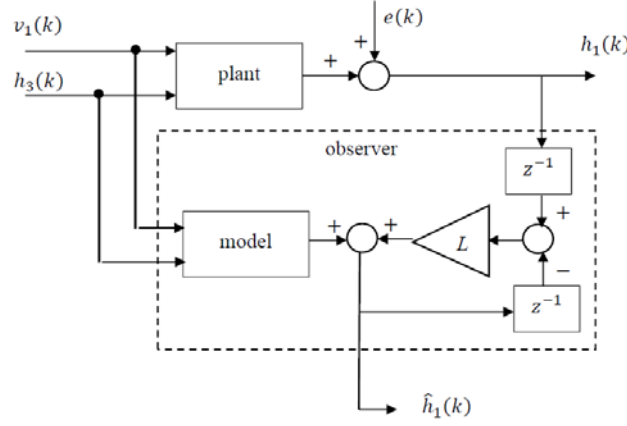 v₁(k)
e(k)
h₁(k)
+
+
plant
h₃(k)
observer
z⁻¹
+
model
+
+
L
−
z⁻¹
ĥ₁(k)